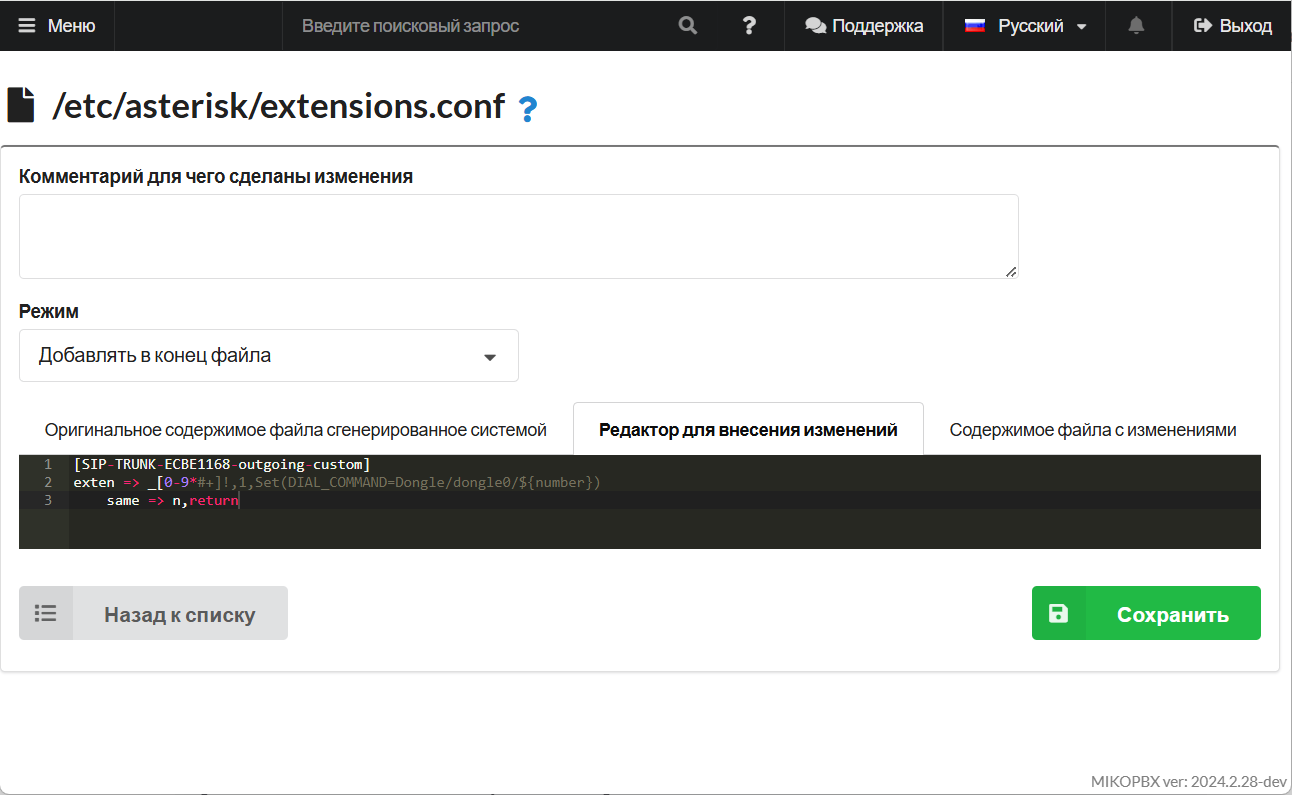 Меню
Введите поисковый запрос
?
Поддержка
Русский
Выход
/etc/asterisk/extensions.conf ?
Комментарий для чего сделаны изменения
Режим
Добавлять в конец файла
Оригинальное содержимое файла сгенерированное системой
Редактор для внесения изменений
Содержимое файла с изменениями
1 [SIP-TRUNK-ECBE1168-outgoing-custom]
2 exten => _[0-9*#+]!,1,Set(DIAL_COMMAND=Dongle/dongle0/${number})
3 same => n,return
Назад к списку
Сохранить
MIKOPBX ver: 2024.2.28-dev